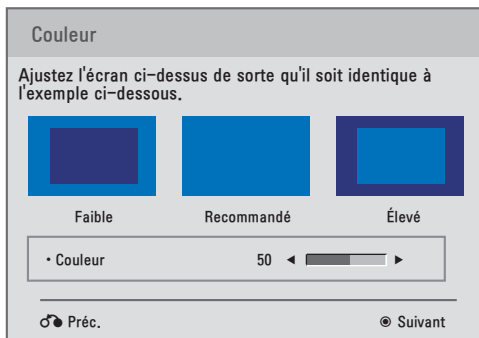 Couleur
Ajustez l'écran ci-dessus de sorte qu'il soit identique à
l'exemple ci-dessous.
Faible Recommandé Élevé
• Couleur 50 ◄ ►
Préc. ◉ Suivant